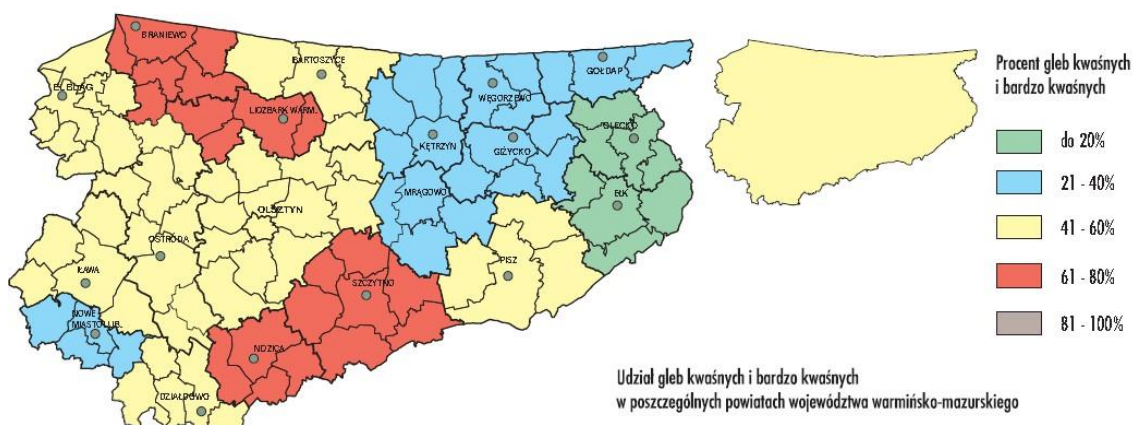 BRANIEWO
BARTOSZYCE
GOŁDAP
ELBLĄG
WĘGORZEWO
LIDZBARK WARM.
OLECKO
KĘTRZYN
GIŻYCKO
MRĄGOWO
EŁK
OLSZTYN
OSTRÓDA
PISZ
IŁAWA
SZCZYTNO
NOWE
MIASTO LUB.
NIDZICA
DZIAŁDOWO
Procent gleb kwaśnych
i bardzo kwaśnych
do 20%
21 - 40%
41 - 60%
61 - 80%
81 - 100%
Udział gleb kwaśnych i bardzo kwaśnych
w poszczególnych powiatach województwa warmińsko-mazurskiego